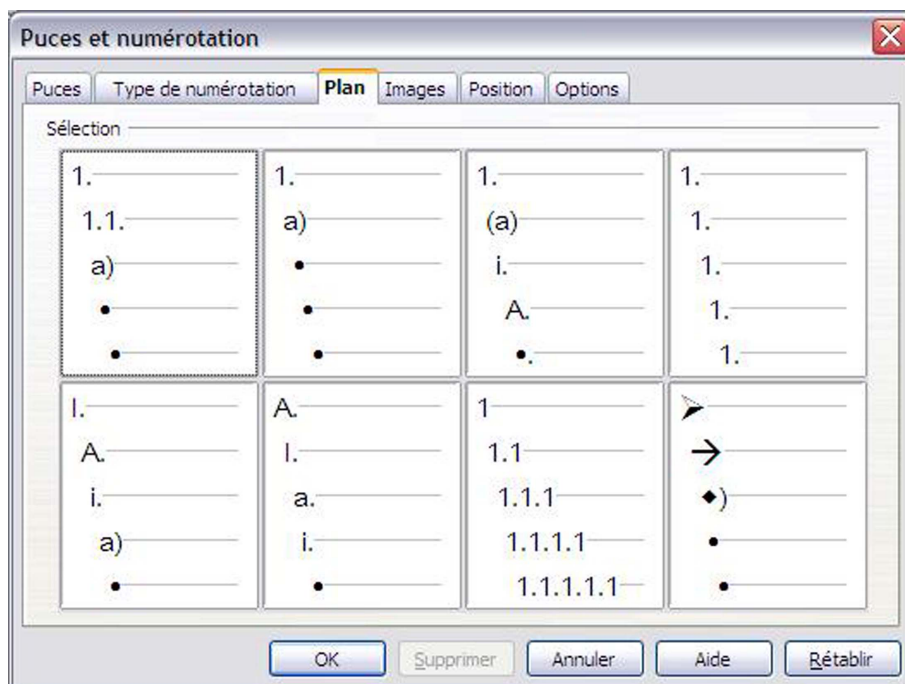 Puces et numérotation
Puces Type de numérotation Plan Images Position Options
Sélection
1. 1. 1. 1.
1.1. a) (a) 1.
a) • i. 1.
• • A. 1.
• • •. 1.
I. A. 1 ➢
A. I. 1.1 →
i. a. 1.1.1 ◆)
a) i. 1.1.1.1 •
• • 1.1.1.1.1 •
OK Supprimer Annuler Aide Rétablir